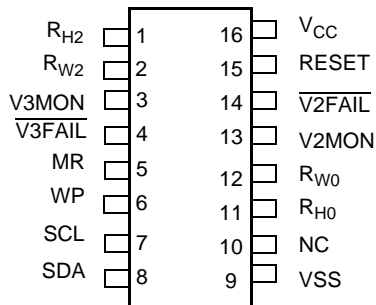 RH2 1 16 VCC
RW2 2 15 RESET
V3MON 3 14 V2FAIL
V3FAIL 4 13 V2MON
MR 5 12 RW0
WP 6 11 RH0
SCL 7 10 NC
SDA 8 9 VSS